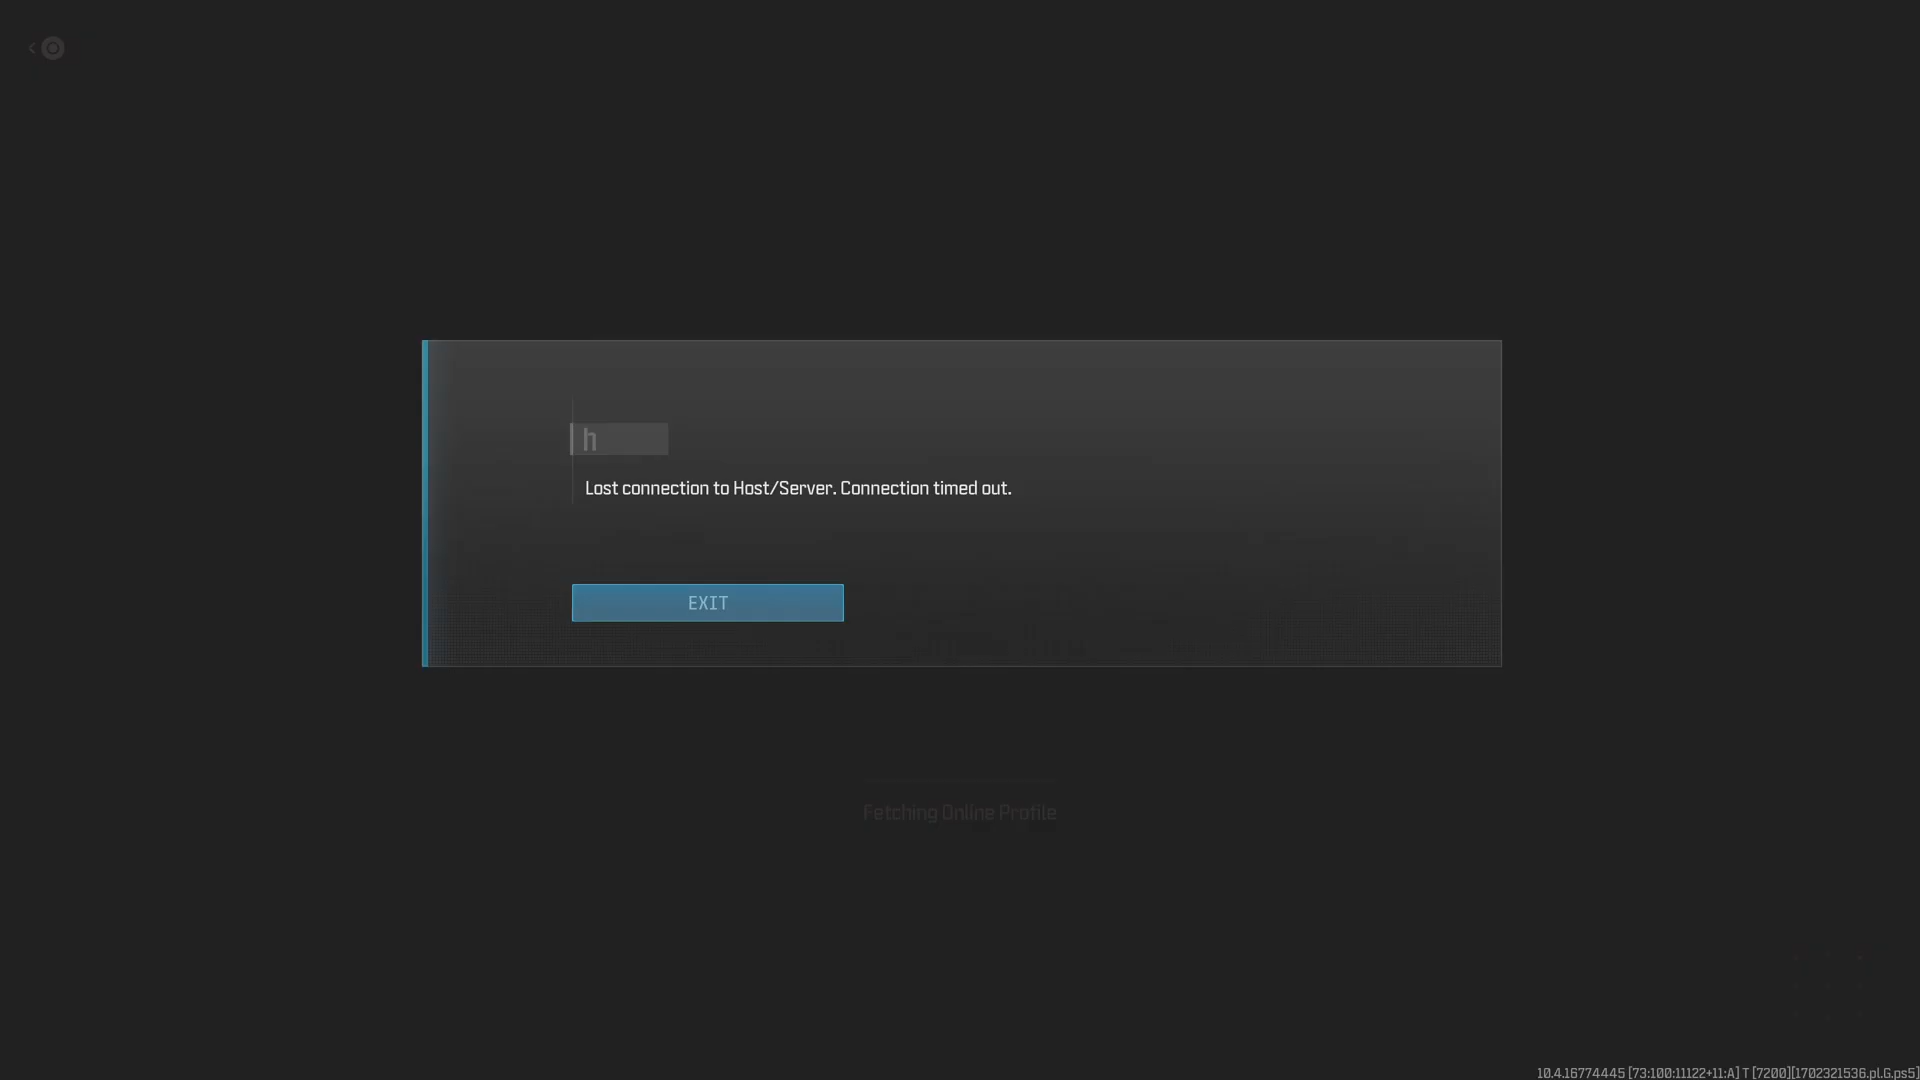 h
Lost connection to Host/Server. Connection timed out.
EXIT
Fetching Online Profile
10.4.16774445 [73:100:11122+11:A] T [7200][1702321536.pl.G.ps5]